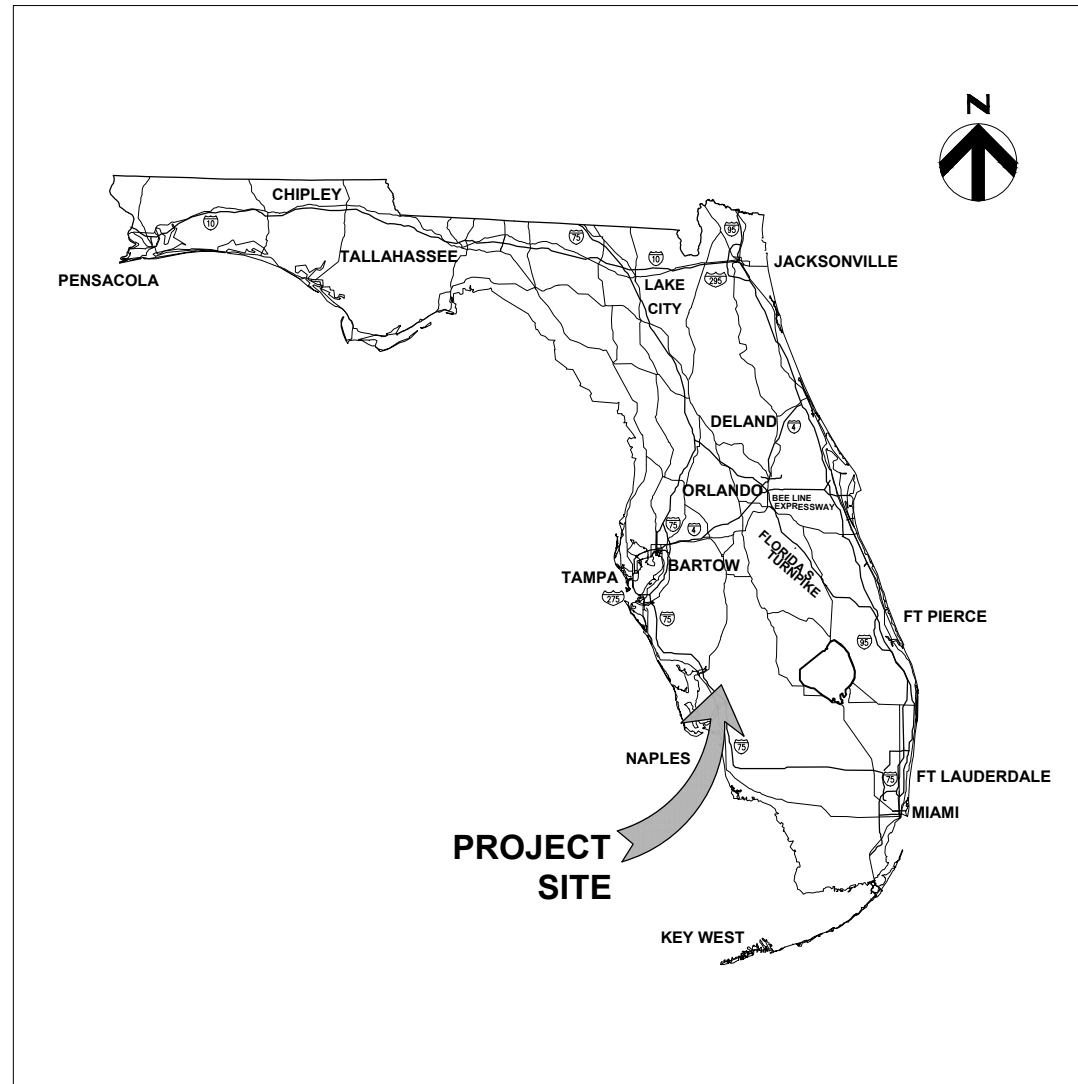 N
CHIPLEY
10
75
95
TALLAHASSEE
10
JACKSONVILLE
PENSACOLA
295
LAKE
CITY
DELAND
4
ORLANDO
BEE LINE
EXPRESSWAY
75
4
FLORIDA'S
TURNPIKE
BARTOW
TAMPA
275
75
FT PIERCE
95
75
NAPLES
75
FT LAUDERDALE
MIAMI
PROJECT
SITE
KEY WEST